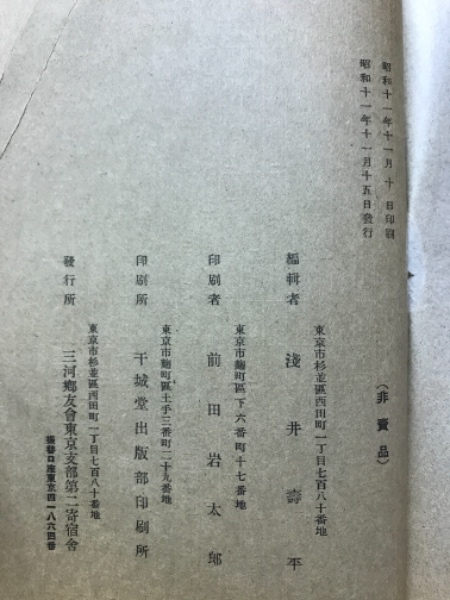 昭和十一年十一月十日印刷
昭和十一年十一月十五日發行
(非賣品)
東京市杉並區西田町一丁目七百八十番地
編輯者 淺井壽平
東京市麴町區下六番町十七番地
印刷者 前田岩太郎
東京市麴町區土手三番町二十九番地
印刷所 干城堂出版部印刷所
東京市杉並區西田町一丁目七百八十番地
發行所 三河鄕友會東京支部第二寄宿舍
振替口座東京四一八六四番